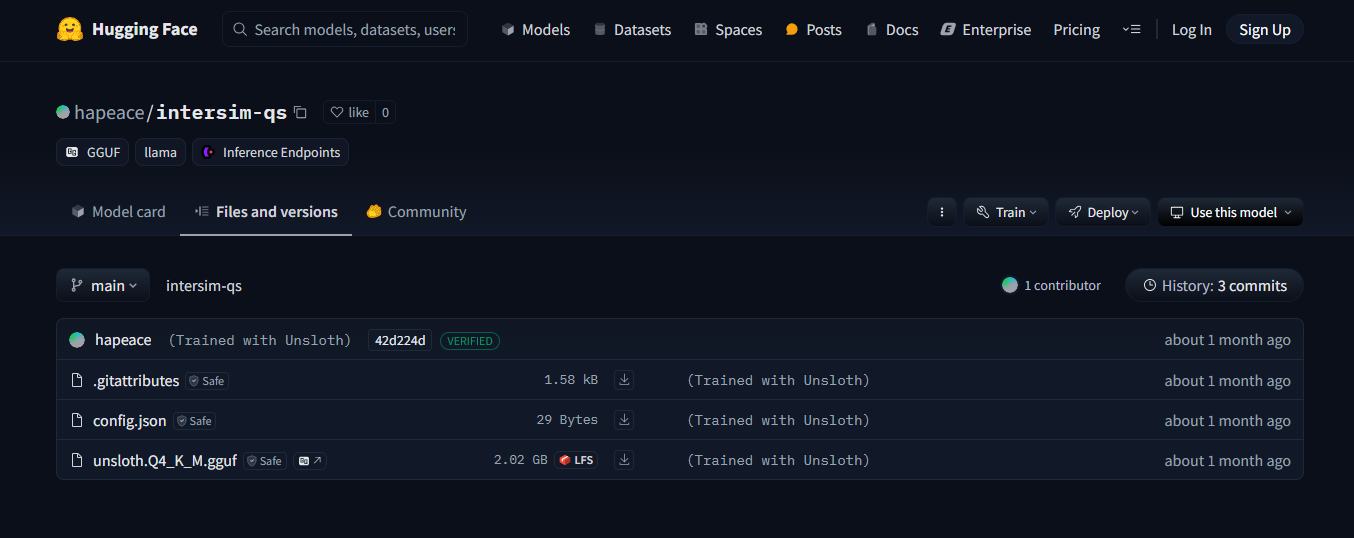 Hugging Face
Search models, datasets, users
Models
Datasets
Spaces
Posts
Docs
Enterprise
Pricing
Log In
Sign Up
hapeace/intersim-qs
like 0
GGUF
llama
Inference Endpoints
Model card
Files and versions
Community
Train
Deploy
Use this model
main
intersim-qs
1 contributor
History: 3 commits
hapeace (Trained with Unsloth) 42d224d VERIFIED about 1 month ago
.gitattributes Safe 1.58 kB (Trained with Unsloth) about 1 month ago
config.json Safe 29 Bytes (Trained with Unsloth) about 1 month ago
unsloth.Q4_K_M.gguf Safe 2.02 GB LFS (Trained with Unsloth) about 1 month ago